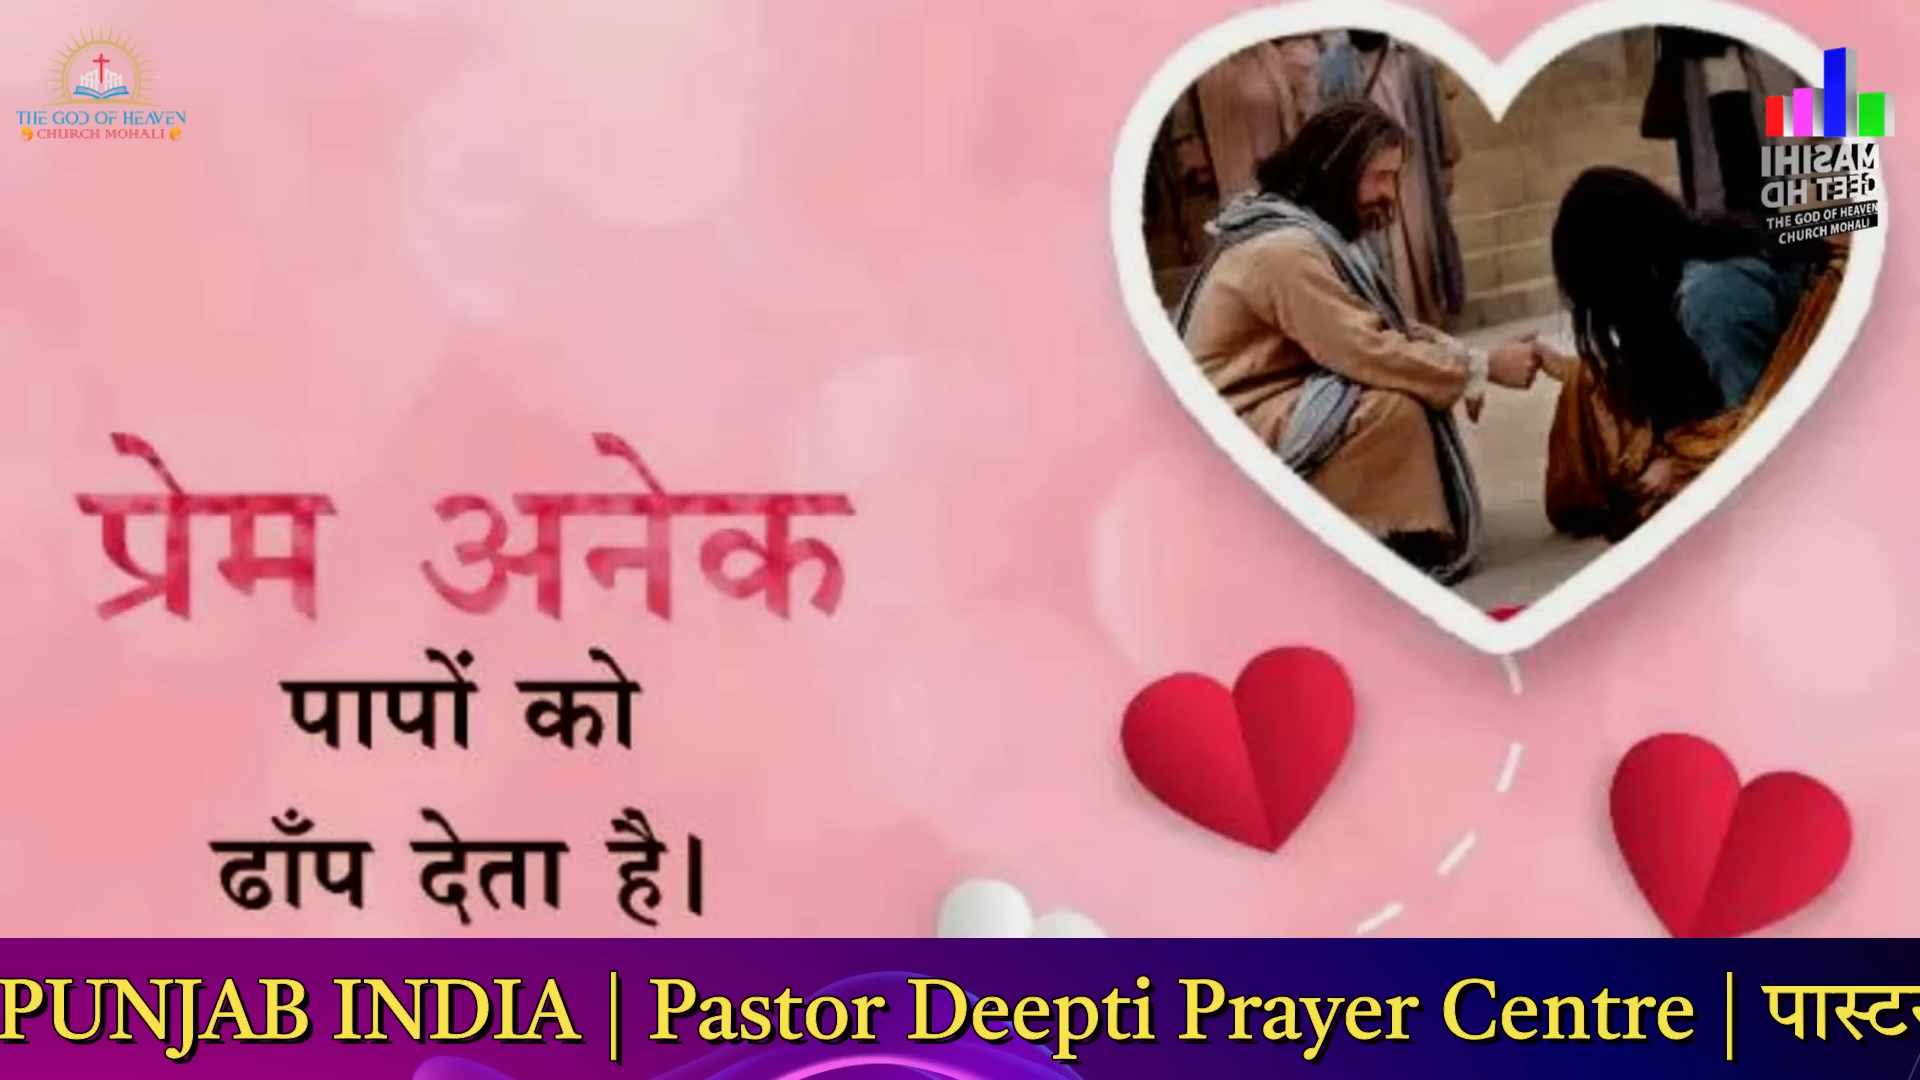 THE GOD OF HEAVEN
CHURCH MOHALI
MASIHI
GEET HD
THE GOD OF HEAVEN
CHURCH MOHALI
प्रेम अनेक
पापों को
ढाँप देता है।
PUNJAB INDIA | Pastor Deepti Prayer Centre |